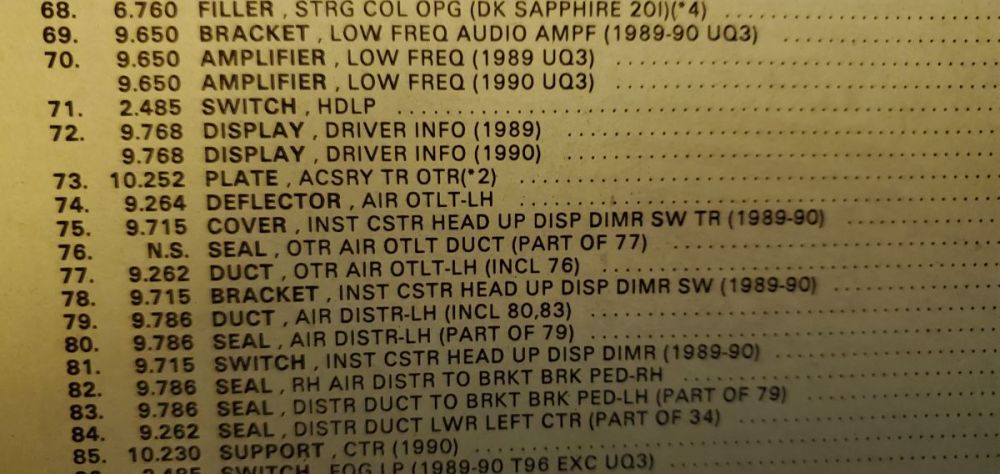 68. 6.760 FILLER , STRG COL OPG (DK SAPPHIRE 20I)(*4) ....................
69. 9.650 BRACKET , LOW FREQ AUDIO AMPF (1989-90 UQ3) ....................
70. 9.650 AMPLIFIER , LOW FREQ (1989 UQ3) ....................
9.650 AMPLIFIER , LOW FREQ (1990 UQ3) ....................
71. 2.485 SWITCH , HDLP ....................
72. 9.768 DISPLAY , DRIVER INFO (1989) ....................
9.768 DISPLAY , DRIVER INFO (1990) ....................
73. 10.252 PLATE , ACSRY TR OTR(*2) ....................
74. 9.264 DEFLECTOR , AIR OTLT-LH ....................
75. 9.715 COVER , INST CSTR HEAD UP DISP DIMR SW TR (1989-90) ....................
76. N.S. SEAL , OTR AIR OTLT DUCT (PART OF 77) ....................
77. 9.262 DUCT , OTR AIR OTLT-LH (INCL 76) ....................
78. 9.715 BRACKET , INST CSTR HEAD UP DISP DIMR SW (1989-90) ....................
79. 9.786 DUCT , AIR DISTR-LH (INCL 80,83) ....................
80. 9.786 SEAL , AIR DISTR-LH (PART OF 79) ....................
81. 9.715 SWITCH , INST CSTR HEAD UP DISP DIMR (1989-90) ....................
82. 9.786 SEAL , RH AIR DISTR TO BRKT BRK PED-RH ....................
83. 9.786 SEAL , DISTR DUCT TO BRKT BRK PED-LH (PART OF 79) ....................
84. 9.262 SEAL , DISTR DUCT LWR LEFT CTR (PART OF 34) ....................
85. 10.230 SUPPORT , CTR (1990) ....................
2.485 SWITCH , FOG LP (1989-90 T96 EXC UQ3) ....................